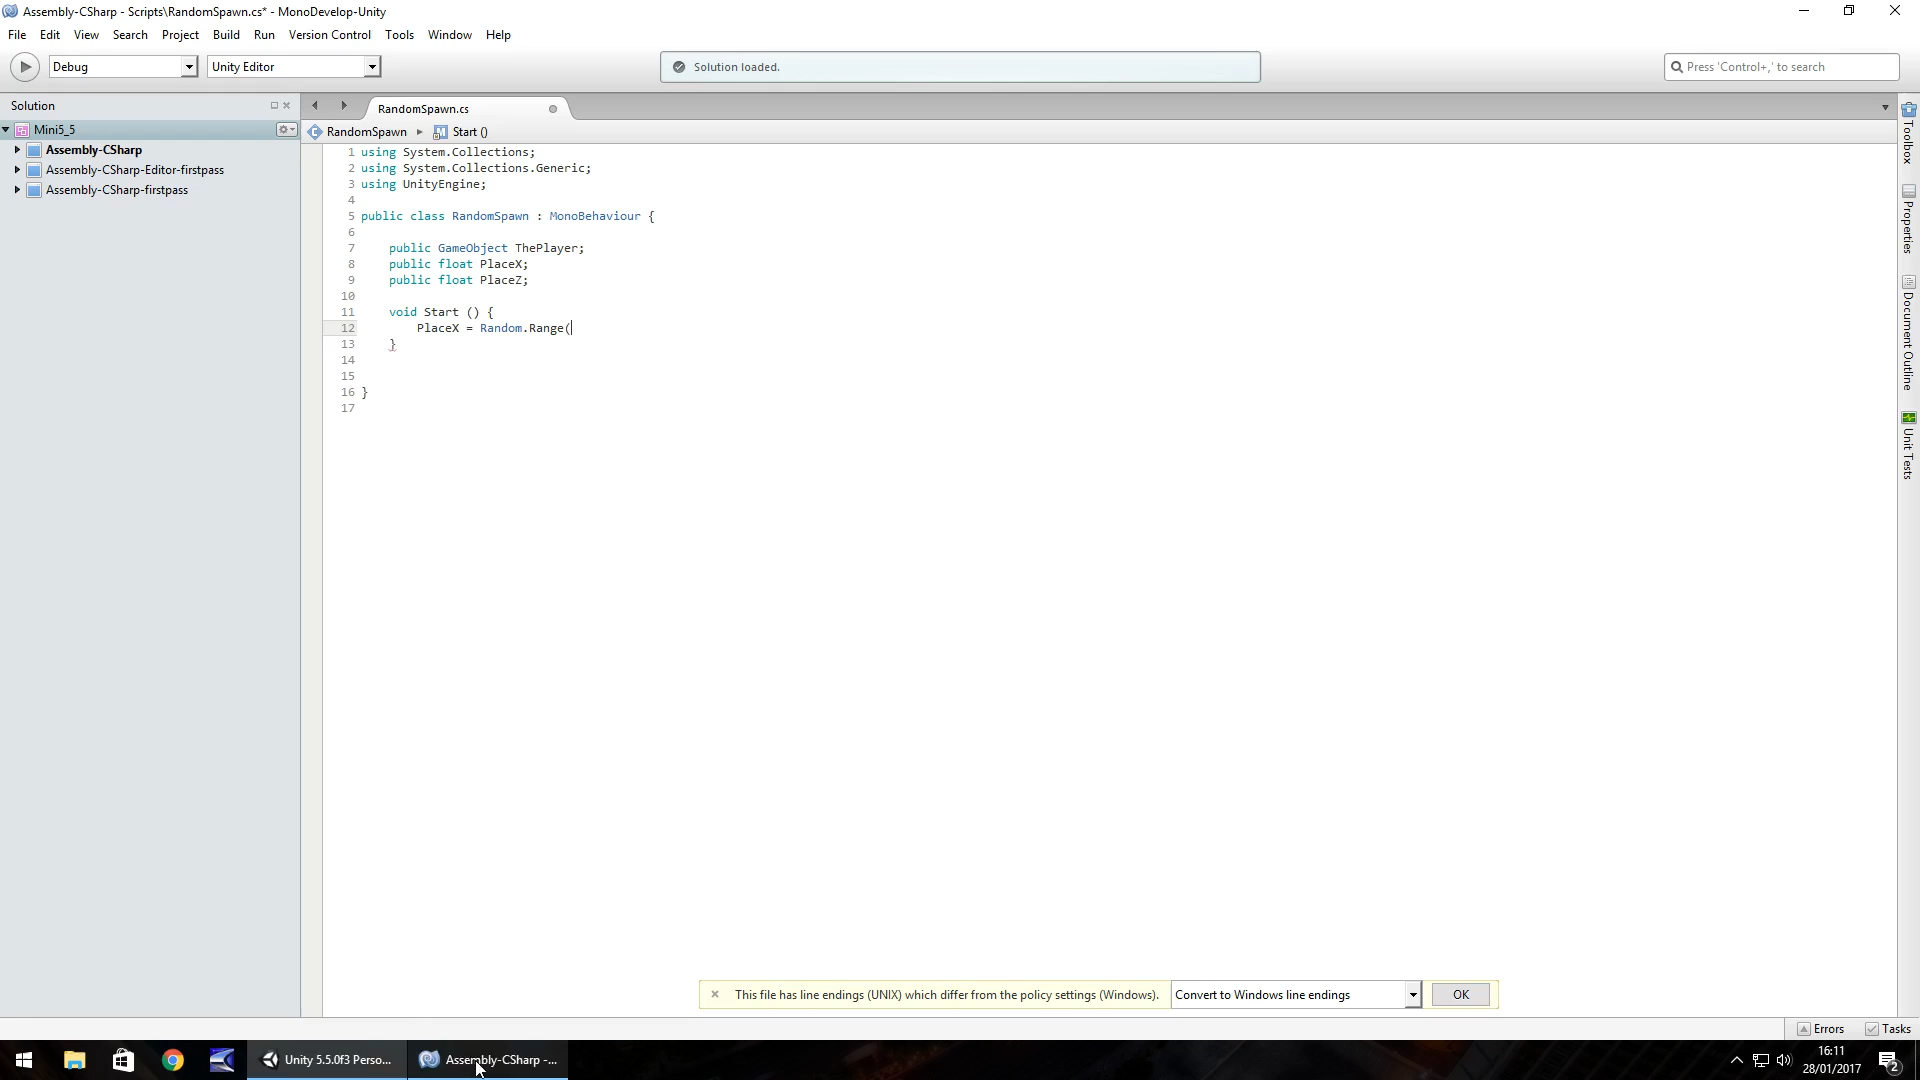 Assembly-CSharp - Scripts\RandomSpawn.cs* - MonoDevelop-Unity
File Edit View Search Project Build Run Version Control Tools Window Help
Debug Unity Editor Solution loaded. Press 'Control+,' to search
Solution
RandomSpawn.cs
Mini5_5
RandomSpawn Start ()
Assembly-CSharp
Assembly-CSharp-Editor-firstpass
Assembly-CSharp-firstpass
1 using System.Collections;
2 using System.Collections.Generic;
3 using UnityEngine;
4
5 public class RandomSpawn : MonoBehaviour {
6
7 public GameObject ThePlayer;
8 public float PlaceX;
9 public float PlaceZ;
10
11 void Start () {
12 PlaceX = Random.Range(
13 }
14
15
16 }
17
Toolbox
Properties
Document Outline
Unit Tests
This file has line endings (UNIX) which differ from the policy settings (Windows). Convert to Windows line endings OK
Errors Tasks
Unity 5.5.0f3 Perso... Assembly-CSharp -...
16:11
28/01/2017
2